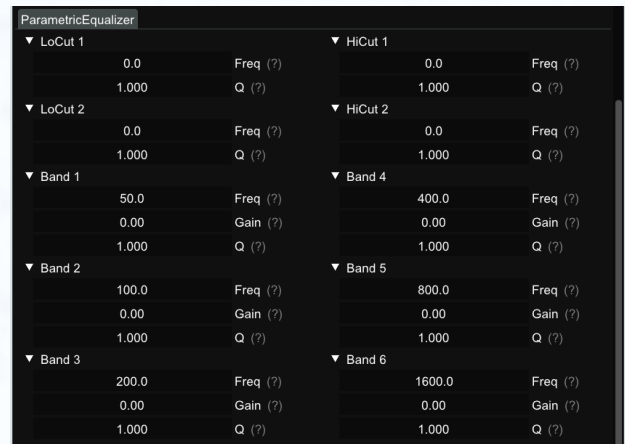 ParametricEqualizer
▼ LoCut 1 ▼ HiCut 1
0.0 Freq (?) 0.0 Freq (?)
1.000 Q (?) 1.000 Q (?)
▼ LoCut 2 ▼ HiCut 2
0.0 Freq (?) 0.0 Freq (?)
1.000 Q (?) 1.000 Q (?)
▼ Band 1 ▼ Band 4
50.0 Freq (?) 400.0 Freq (?)
0.00 Gain (?) 0.00 Gain (?)
1.000 Q (?) 1.000 Q (?)
▼ Band 2 ▼ Band 5
100.0 Freq (?) 800.0 Freq (?)
0.00 Gain (?) 0.00 Gain (?)
1.000 Q (?) 1.000 Q (?)
▼ Band 3 ▼ Band 6
200.0 Freq (?) 1600.0 Freq (?)
0.00 Gain (?) 0.00 Gain (?)
1.000 Q (?) 1.000 Q (?)